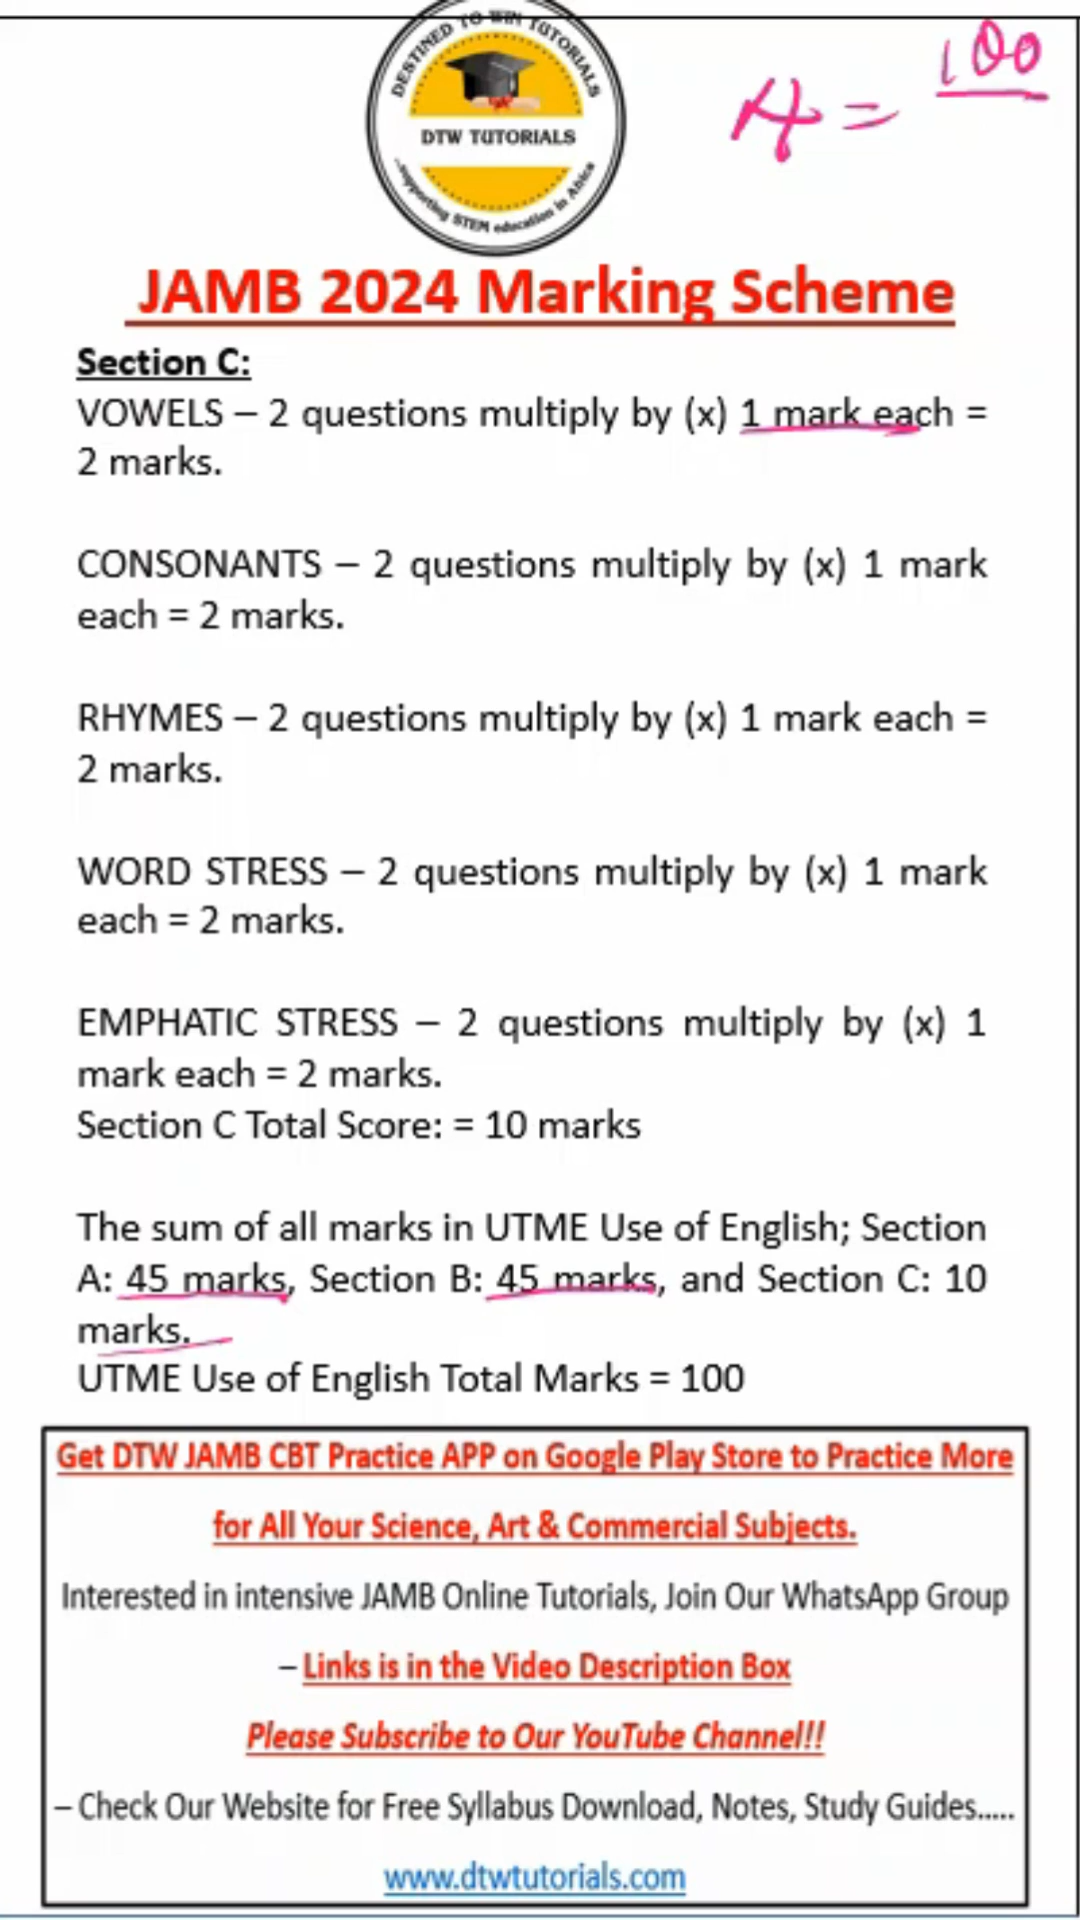 DESTINED TO WIN TUTORIALS
DTW TUTORIALS
...supporting STEM education in Africa
A = 100
JAMB 2024 Marking Scheme
Section C:
VOWELS – 2 questions multiply by (x) 1 mark each =
2 marks.
CONSONANTS – 2 questions multiply by (x) 1 mark
each = 2 marks.
RHYMES – 2 questions multiply by (x) 1 mark each =
2 marks.
WORD STRESS – 2 questions multiply by (x) 1 mark
each = 2 marks.
EMPHATIC STRESS – 2 questions multiply by (x) 1
mark each = 2 marks.
Section C Total Score: = 10 marks
The sum of all marks in UTME Use of English; Section
A: 45 marks, Section B: 45 marks, and Section C: 10
marks.
UTME Use of English Total Marks = 100
Get DTW JAMB CBT Practice APP on Google Play Store to Practice More
for All Your Science, Art & Commercial Subjects.
Interested in intensive JAMB Online Tutorials, Join Our WhatsApp Group
– Links is in the Video Description Box
Please Subscribe to Our YouTube Channel!!
– Check Our Website for Free Syllabus Download, Notes, Study Guides.....
www.dtwtutorials.com